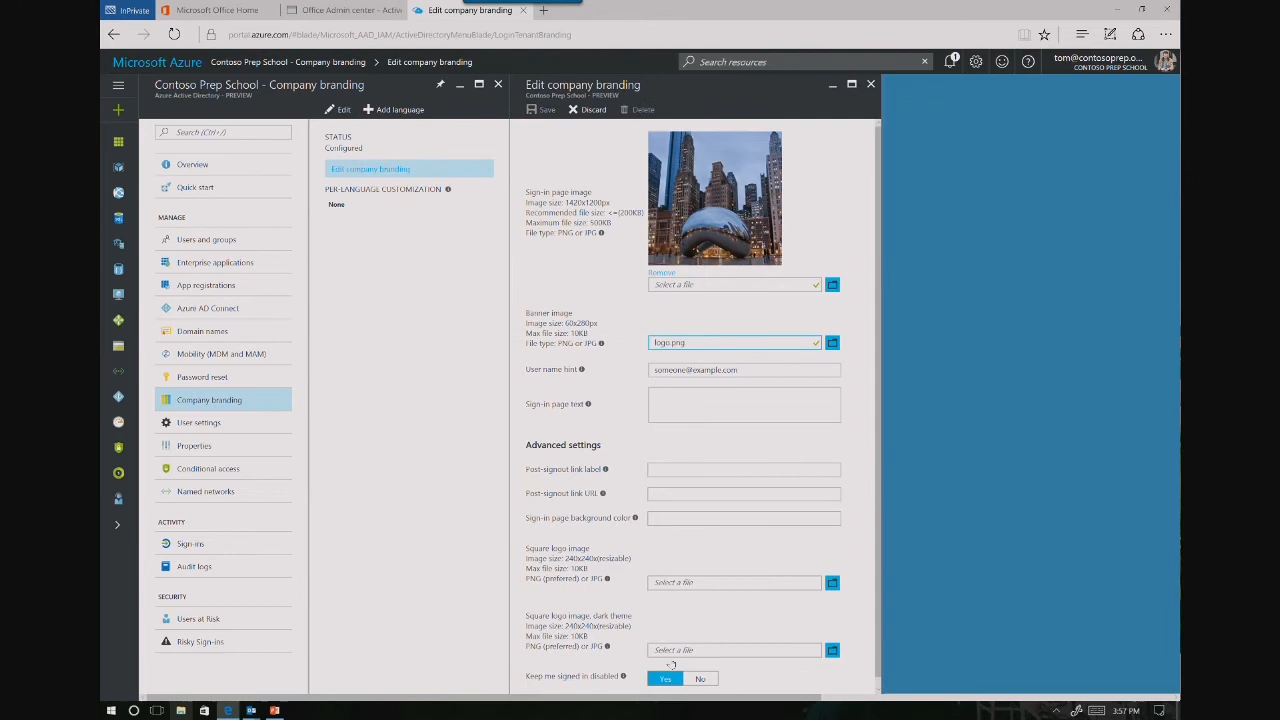 InPrivate
Microsoft Office Home
Office Admin center - Active
Edit company branding
portal.azure.com/#blade/Microsoft_AAD_IAM/ActiveDirectoryMenuBlade/LoginTenantBranding
Microsoft Azure
Contoso Prep School - Company branding
Edit company branding
Search resources
1
tom@contosoprep.o...
CONTOSO PREP SCHOOL
Contoso Prep School - Company branding
Azure Active Directory - PREVIEW
Search (Ctrl+/)
Overview
Quick start
MANAGE
Users and groups
Enterprise applications
App registrations
Azure AD Connect
Domain names
Mobility (MDM and MAM)
Password reset
Company branding
User settings
Properties
Conditional access
Named networks
ACTIVITY
Sign-ins
Audit logs
SECURITY
Users at Risk
Risky Sign-ins
Edit
Add language
STATUS
Configured
Edit company branding
PER-LANGUAGE CUSTOMIZATION
None
Edit company branding
Contoso Prep School - PREVIEW
Save
Discard
Delete
Sign-in page image
Image size: 1420x1200px
Recommended file size: <=(200KB)
Maximum file size: 500KB
File type: PNG or JPG
Remove
Select a file
Banner image
Image size: 60x280px
Max file size: 10KB
File type: PNG or JPG
logo.png
User name hint
someone@example.com
Sign-in page text
Advanced settings
Post-signout link label
Post-signout link URL
Sign-in page background color
Square logo image
Image size: 240x240x(resizable)
Max file size: 10KB
PNG (preferred) or JPG
Select a file
Square logo image, dark theme
Image size: 240x240x(resizable)
Max file size: 10KB
PNG (preferred) or JPG
Select a file
Keep me signed in disabled
Yes
No
3:57 PM